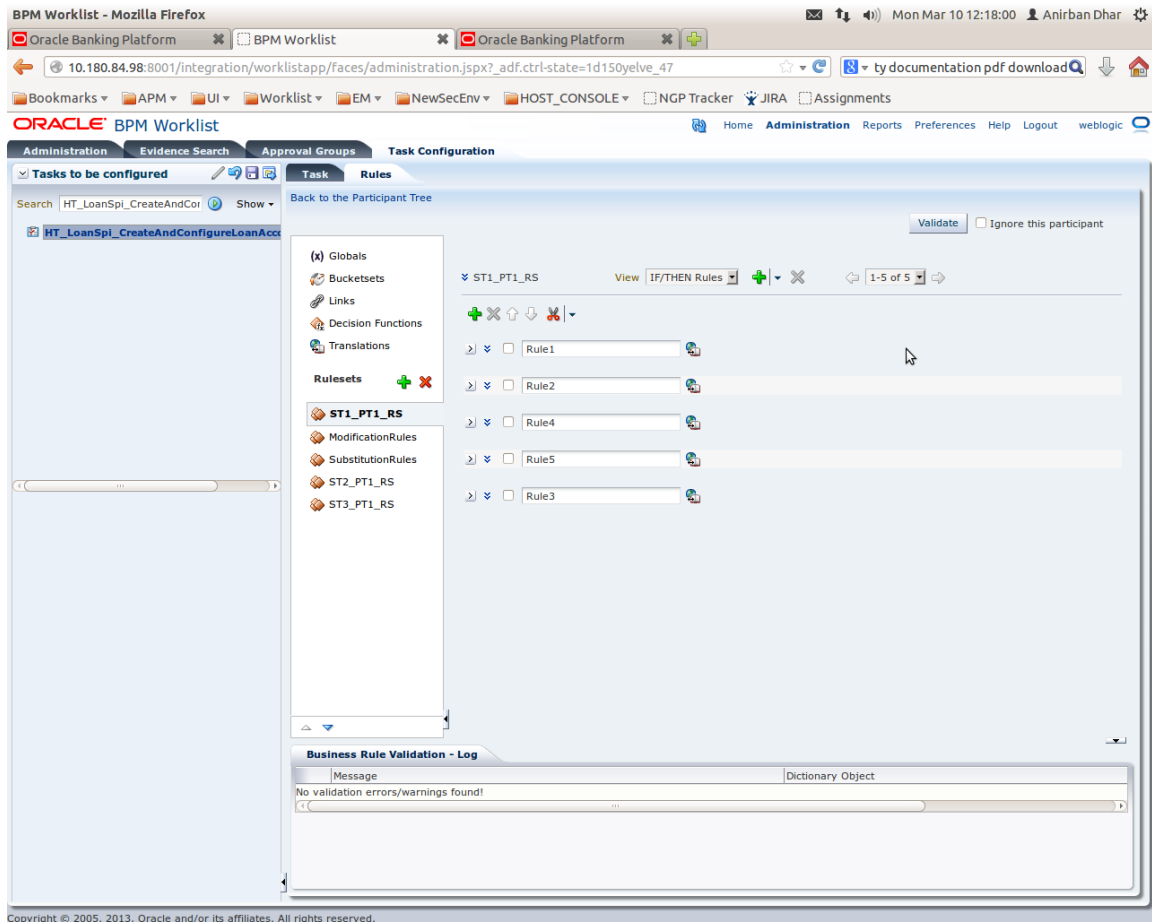 BPM Worklist - Mozilla Firefox
Mon Mar 10 12:18:00 Anirban Dhar
Oracle Banking Platform BPM Worklist Oracle Banking Platform
10.180.84.98:8001/integration/worklistapp/faces/administration.jspx?_adf.ctrl-state=1d150yelve_47 ty documentation pdf download
Bookmarks APM UI Worklist EM NewSecEnv HOST_CONSOLE NGP Tracker JIRA Assignments
ORACLE BPM Worklist Home Administration Reports Preferences Help Logout weblogic
Administration Evidence Search Approval Groups Task Configuration
Tasks to be configured
Task Rules
Search HT_LoanSpi_CreateAndCor Show
Back to the Participant Tree
HT_LoanSpi_CreateAndConfigureLoanAcc
Validate Ignore this participant
(x) Globals
Bucketsets
Links
Decision Functions
Translations
Rulesets
ST1_PT1_RS
ModificationRules
SubstitutionRules
ST2_PT1_RS
ST3_PT1_RS
ST1_PT1_RS View IF/THEN Rules 1-5 of 5
Rule1
Rule2
Rule4
Rule5
Rule3
Business Rule Validation - Log
Message Dictionary Object
No validation errors/warnings found!
Copyright © 2005, 2013, Oracle and/or its affiliates. All rights reserved.